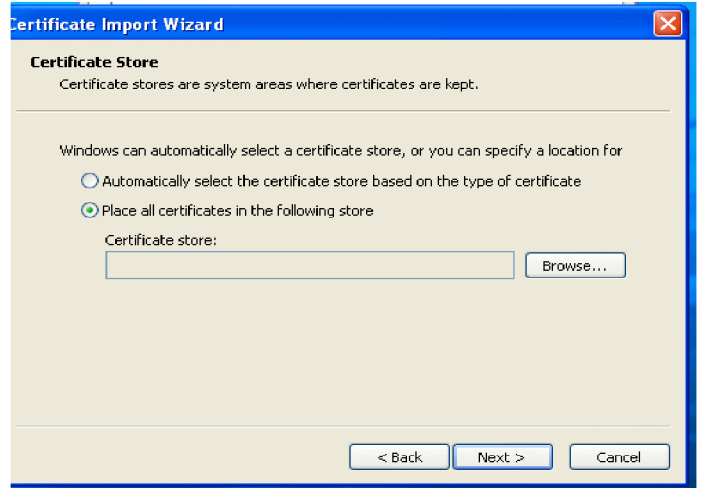 Certificate Import Wizard
Certificate Store
Certificate stores are system areas where certificates are kept.
Windows can automatically select a certificate store, or you can specify a location for
Automatically select the certificate store based on the type of certificate
Place all certificates in the following store
Certificate store:
Browse...
< Back Next > Cancel